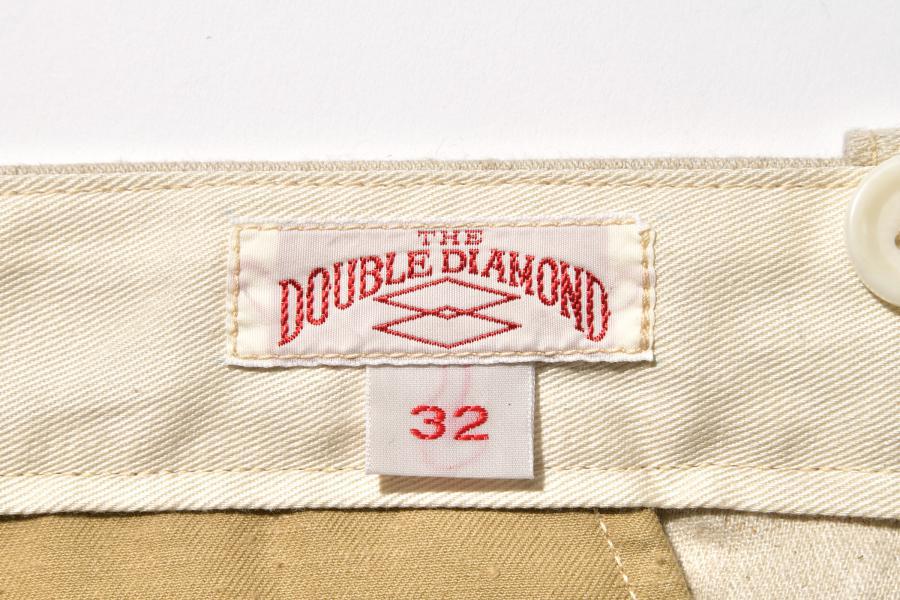 THE
DOUBLE DIAMOND
32